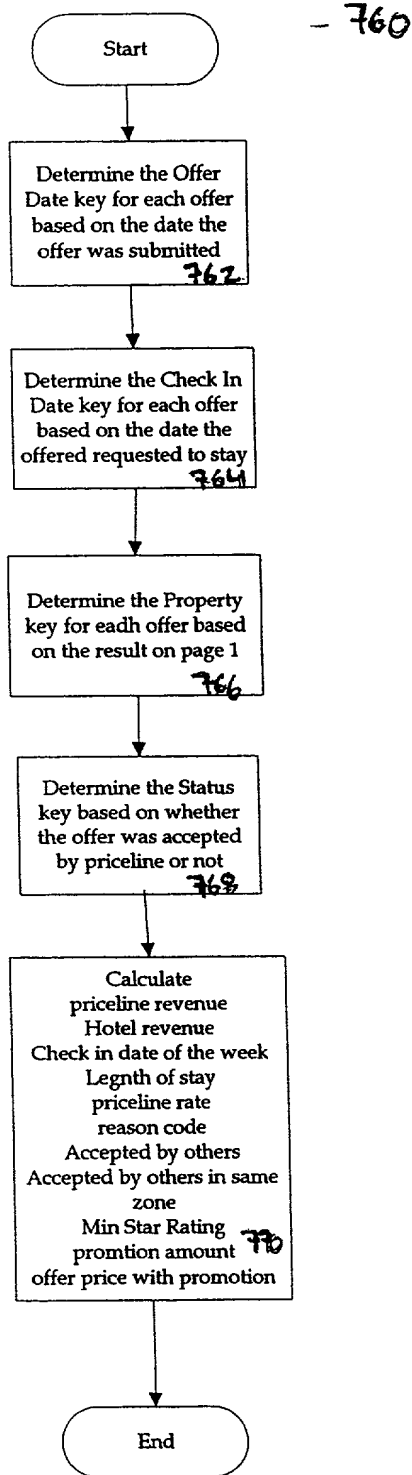 - 760
Start
Determine the Offer
Date key for each offer
based on the date the
offer was submitted
762
Determine the Check In
Date key for each offer
based on the date the
offered requested to stay
764
Determine the Property
key for eadh offer based
on the result on page 1
766
Determine the Status
key based on whether
the offer was accepted
by priceline or not
768
Calculate
priceline revenue
Hotel revenue
Check in date of the week
Legnth of stay
priceline rate
reason code
Accepted by others
Accepted by others in same
zone
Min Star Rating
promtion amount 770
offer price with promotion
End